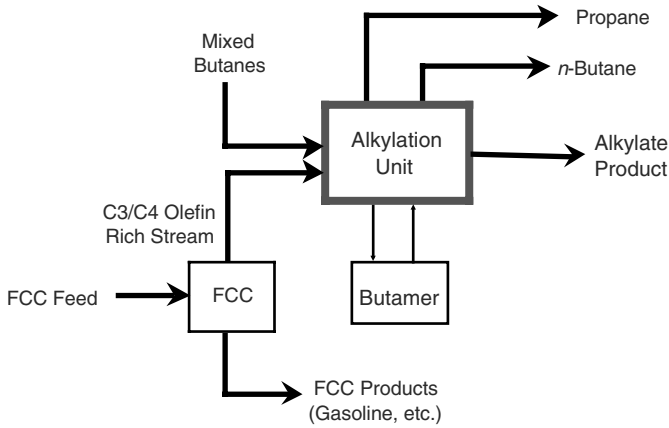 Propane
Mixed
Butanes
n-Butane
Alkylation
Unit
Alkylate
Product
C3/C4 Olefin
Rich Stream
FCC Feed
FCC
Butamer
FCC Products
(Gasoline, etc.)